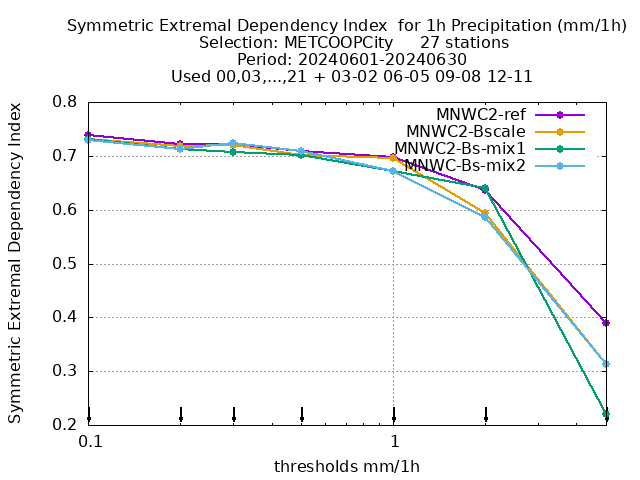 Symmetric Extremal Dependency Index  for 1h Precipitation (mm/1h)
Selection: METCOOPCity     27 stations
Period: 20240601-20240630
Used 00,03,...,21 + 03-02 06-05 09-08 12-11
Symmetric Extremal Dependency Index
0.8
0.7
0.6
0.5
0.4
0.3
0.2
MNWC2-ref
MNWC2-Bscale
MNWC2-Bs-mix1
MNWC-Bs-mix2
0.1
1
thresholds mm/1h